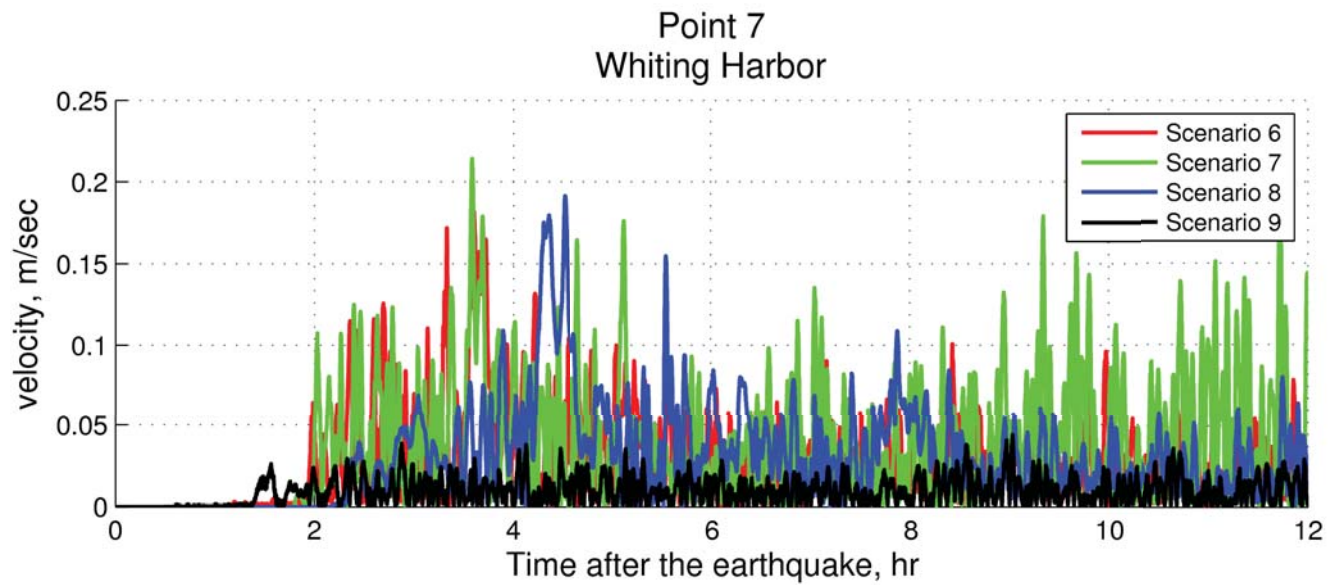 Point 7
Whiting Harbor
0.25
0.2
0.15
0.1
0.05
0
velocity, m/sec
Scenario 6
Scenario 7
Scenario 8
Scenario 9
0 2 4 6 8 10 12
Time after the earthquake, hr